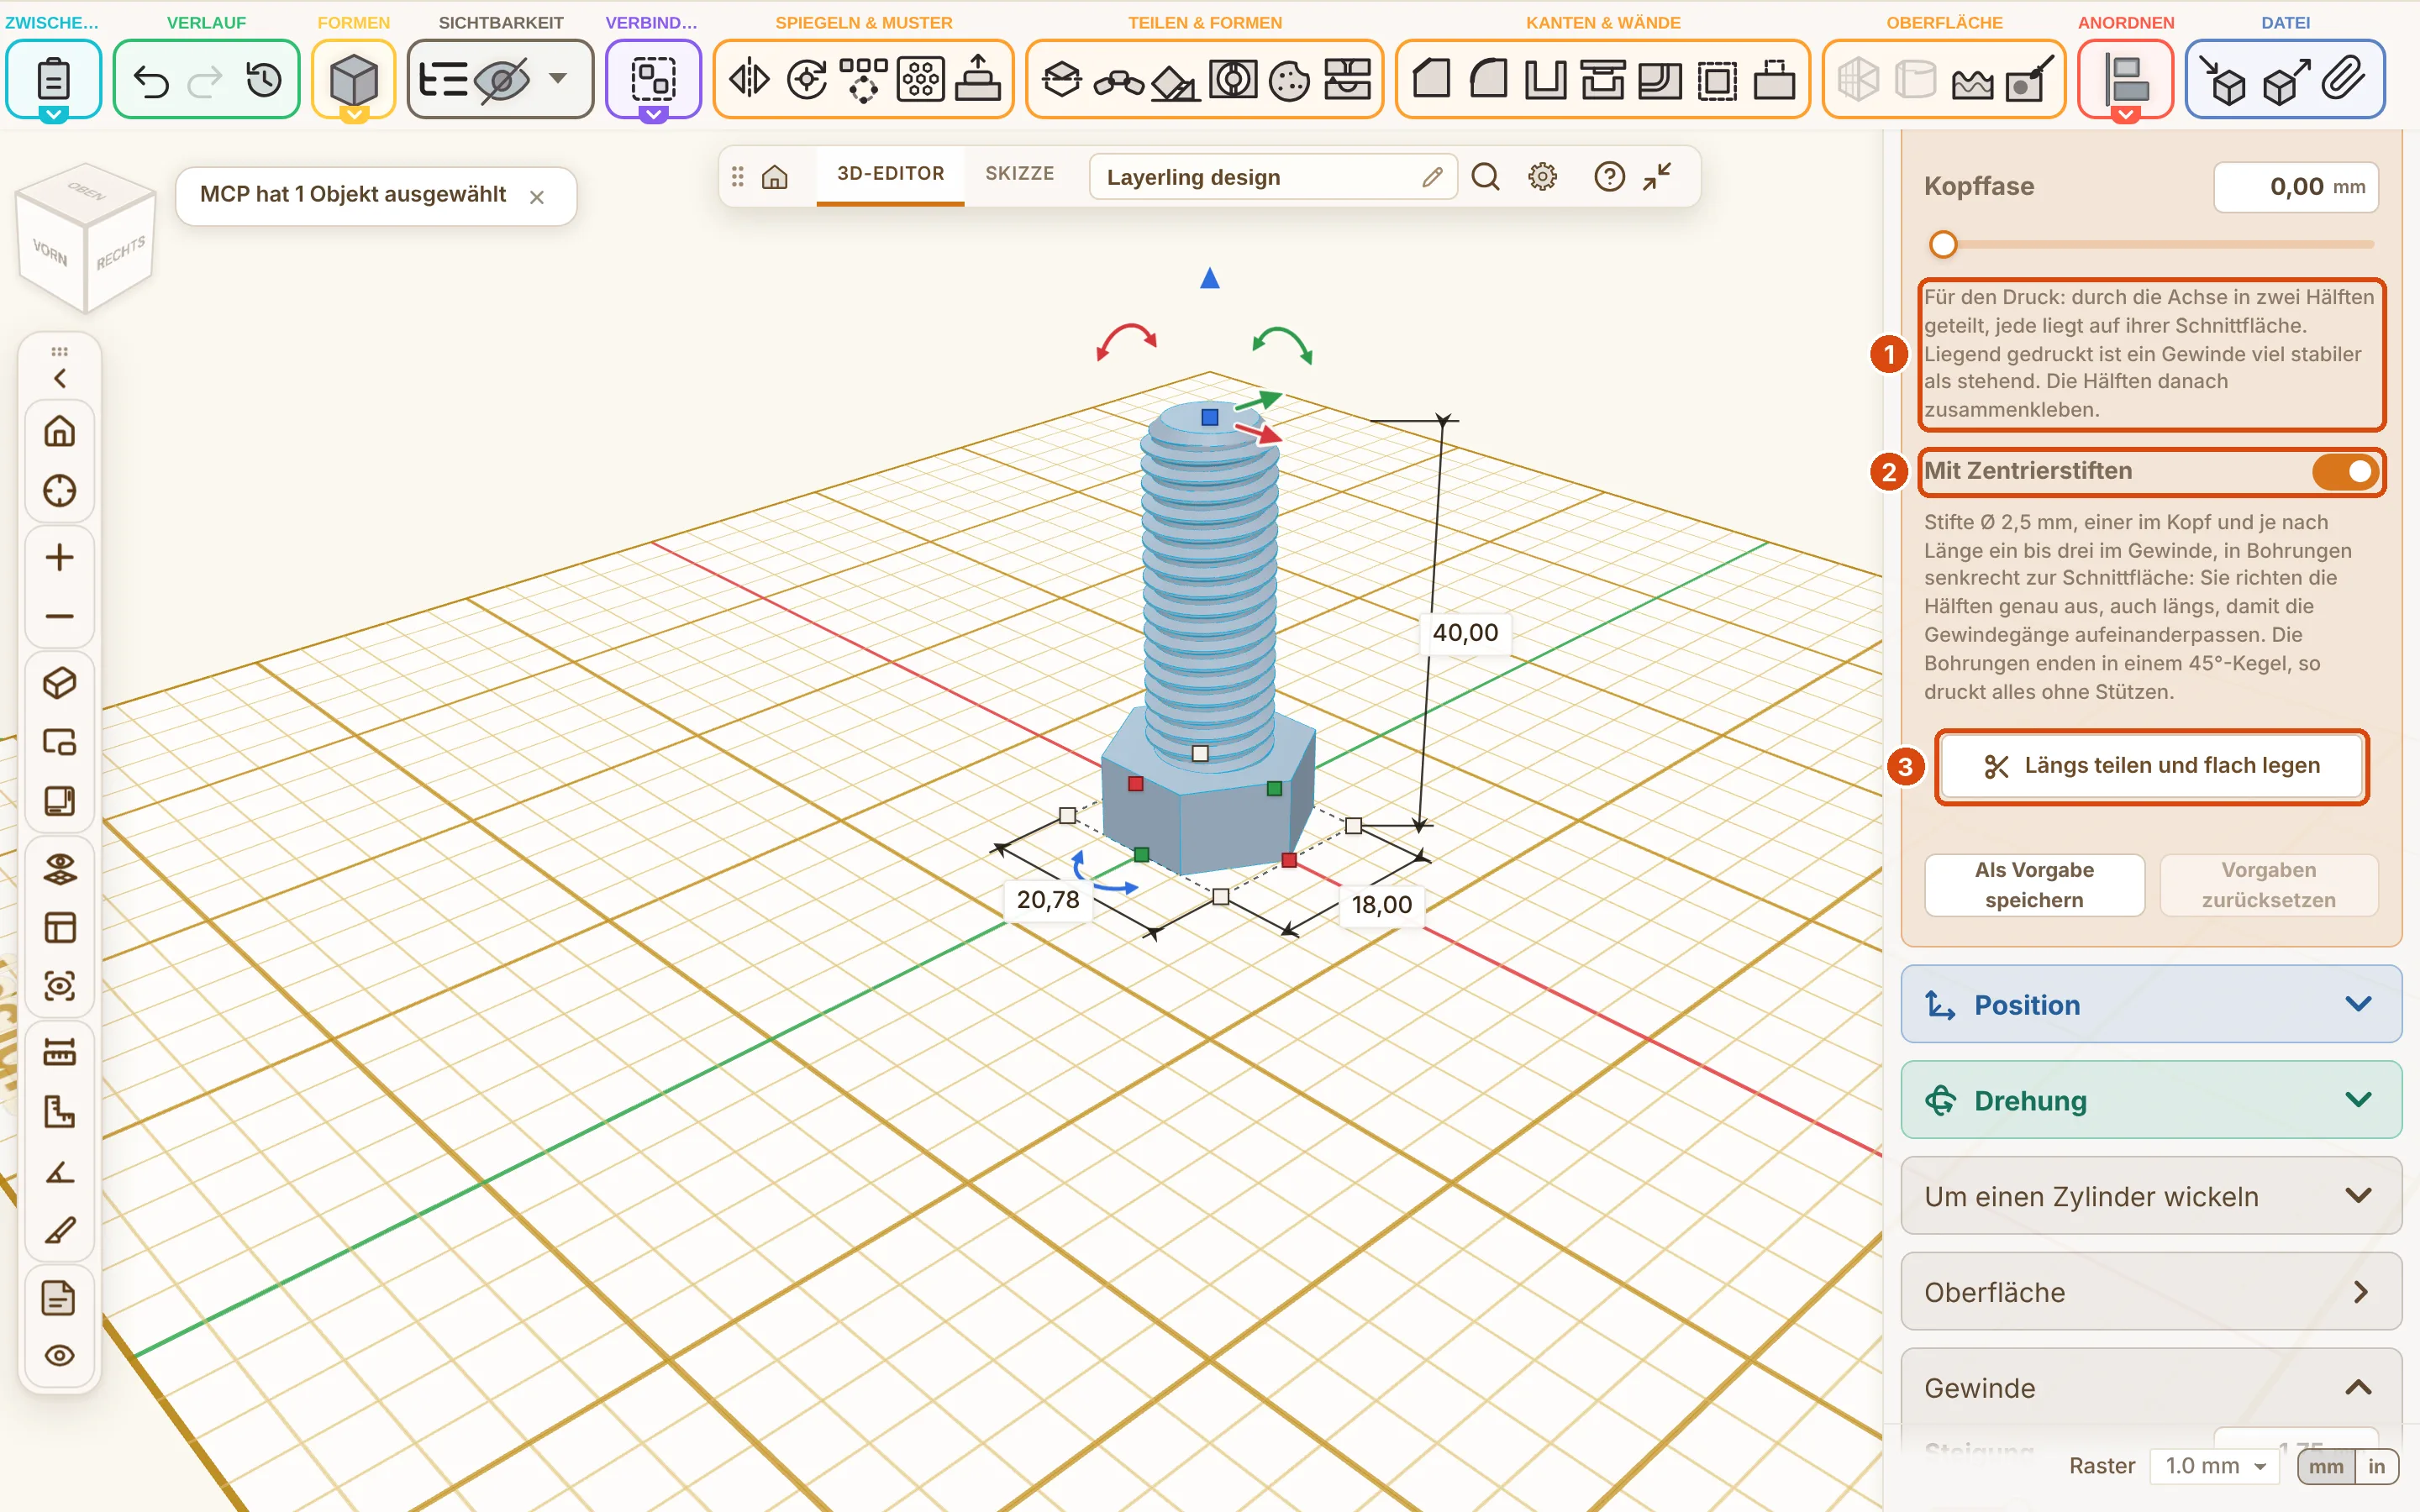 ZWISCHE...
VERLAUF
FORMEN
SICHTBARKEIT
VERBIND...
SPIEGELN & MUSTER
TEILEN & FORMEN
KANTEN & WÄNDE
OBERFLÄCHE
ANORDNEN
DATEI
OBEN
VORN
RECHTS
MCP hat 1 Objekt ausgewählt
3D-EDITOR
SKIZZE
Layerling design
40,00
20,78
18,00
Kopffase
0,00 mm
1
Für den Druck: durch die Achse in zwei Hälften
geteilt, jede liegt auf ihrer Schnittfläche.
Liegend gedruckt ist ein Gewinde viel stabiler
als stehend. Die Hälften danach
zusammenkleben.
2
Mit Zentrierstiften
Stifte Ø 2,5 mm, einer im Kopf und je nach
Länge ein bis drei im Gewinde, in Bohrungen
senkrecht zur Schnittfläche: Sie richten die
Hälften genau aus, auch längs, damit die
Gewindegänge aufeinanderpassen. Die
Bohrungen enden in einem 45°-Kegel, so
druckt alles ohne Stützen.
3
Längs teilen und flach legen
Als Vorgabe
speichern
Vorgaben
zurücksetzen
Position
Drehung
Um einen Zylinder wickeln
Oberfläche
Gewinde
Steigung
Raster
1.0 mm
mm
in